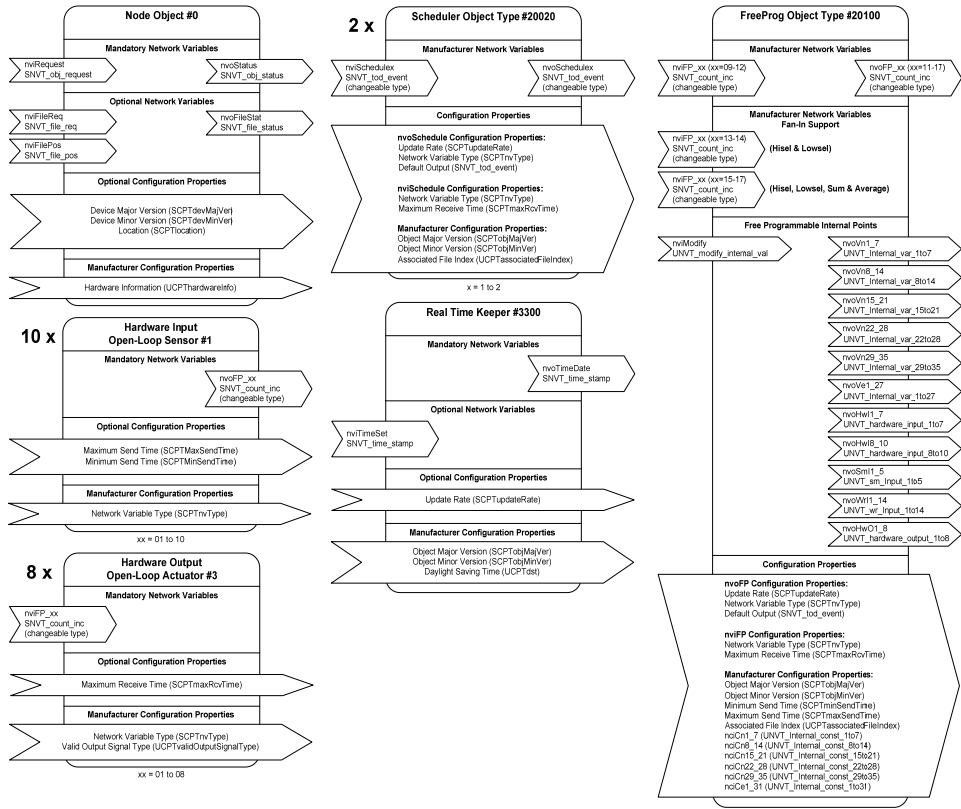 Node Object #0
Mandatory Network Variables
nviRequest
SNVT_obj_request
nvoStatus
SNVT_obj_status
Optional Network Variables
nviFileReq
SNVT_file_req
nvoFileStat
SNVT_file_status
nviFilePos
SNVT_file_pos
Optional Configuration Properties
Device Major Version (SCPTdevMajVer)
Device Minor Version (SCPTdevMinVer)
Location (SCPTlocation)
Manufacturer Configuration Properties
Hardware Information (UCPThardwareInfo)
10 x
Hardware Input
Open-Loop Sensor #1
Mandatory Network Variables
nvoFP_xx
SNVT_count_inc
(changeable type)
Optional Configuration Properties
Maximum Send Time (SCPTMaxSendTime)
Minimum Send Time (SCPTMinSendTime)
Manufacturer Configuration Properties
Network Variable Type (SCPTnvType)
xx = 01 to 10
8 x
Hardware Output
Open-Loop Actuator #3
Mandatory Network Variables
nviFP_xx
SNVT_count_inc
(changeable type)
Optional Configuration Properties
Maximum Receive Time (SCPTmaxRcvTime)
Manufacturer Configuration Properties
Network Variable Type (SCPTnvType)
Valid Output Signal Type (UCPTvalidOutputSignalType)
xx = 01 to 08
2 x
Scheduler Object Type #20020
Manufacturer Network Variables
nviSchedulex
SNVT_tod_event
(changeable type)
nvoSchedulex
SNVT_tod_event
(changeable type)
Configuration Properties
nvoSchedule Configuration Properties:
Update Rate (SCPTupdateRate)
Network Variable Type (SCPTnvType)
Default Output (SNVT_tod_event)
nviSchedule Configuration Properties:
Network Variable Type (SCPTnvType)
Maximum Receive Time (SCPTmaxRcvTime)
Manufacturer Configuration Properties:
Object Major Version (SCPTobjMajVer)
Object Minor Version (SCPTobjMinVer)
Associated File Index (UCPTassociatedFileIndex)
x = 1 to 2
Real Time Keeper #3300
Mandatory Network Variables
nvoTimeDate
SNVT_time_stamp
Optional Network Variables
nviTimeSet
SNVT_time_stamp
Optional Configuration Properties
Update Rate (SCPTupdateRate)
Manufacturer Configuration Properties
Object Major Version (SCPTobjMajVer)
Object Minor Version (SCPTobjMinVer)
Daylight Saving Time (UCPTdst)
FreeProg Object Type #20100
Manufacturer Network Variables
nviFP_xx (xx=09-12)
SNVT_count_inc
(changeable type)
nvoFP_xx (xx=11-17)
SNVT_count_inc
(changeable type)
Manufacturer Network Variables
Fan-In Support
nviFP_xx (xx=13-14)
SNVT_count_inc
(changeable type)
(Hisel & Lowsel)
nviFP_xx (xx=15-17)
SNVT_count_inc
(changeable type)
(Hisel, Lowsel, Sum & Average)
Free Programmable Internal Points
nviModify
UNVT_modify_internal_val
nvoVn1_7
UNVT_Internal_var_1to7
nvoVn8_14
UNVT_Internal_var_8to14
nvoVn15_21
UNVT_Internal_var_15to21
nvoVn22_28
UNVT_Internal_var_22to28
nvoVn29_35
UNVT_Internal_var_29to35
nvoVe1_27
UNVT_Internal_var_1to27
nvoHwI1_7
UNVT_hardware_input_1to7
nvoHwI8_10
UNVT_hardware_input_8to10
nvoSmI1_5
UNVT_sm_Input_1to5
nvoWrI1_14
UNVT_wr_Input_1to14
nvoHwO1_8
UNVT_hardware_output_1to8
Configuration Properties
nvoFP Configuration Properties:
Update Rate (SCPTupdateRate)
Network Variable Type (SCPTnvType)
Default Output (SNVT_tod_event)
nviFP Configuration Properties:
Network Variable Type (SCPTnvType)
Maximum Receive Time (SCPTmaxRcvTime)
Manufacturer Configuration Properties:
Object Major Version (SCPTobjMajVer)
Object Minor Version (SCPTobjMinVer)
Minimum Send Time (SCPTminSendTime)
Maximum Send Time (SCPTmaxSendTime)
Associated File Index (UCPTassociatedFileIndex)
nciCn1_7 (UNVT_Internal_const_1to7)
nciCn8_14 (UNVT_Internal_const_8to14)
nciCn15_21 (UNVT_Internal_const_15to21)
nciCn22_28 (UNVT_Internal_const_22to28)
nciCn29_35 (UNVT_Internal_const_29to35)
nciCe1_31 (UNVT_Internal_const_1to31)